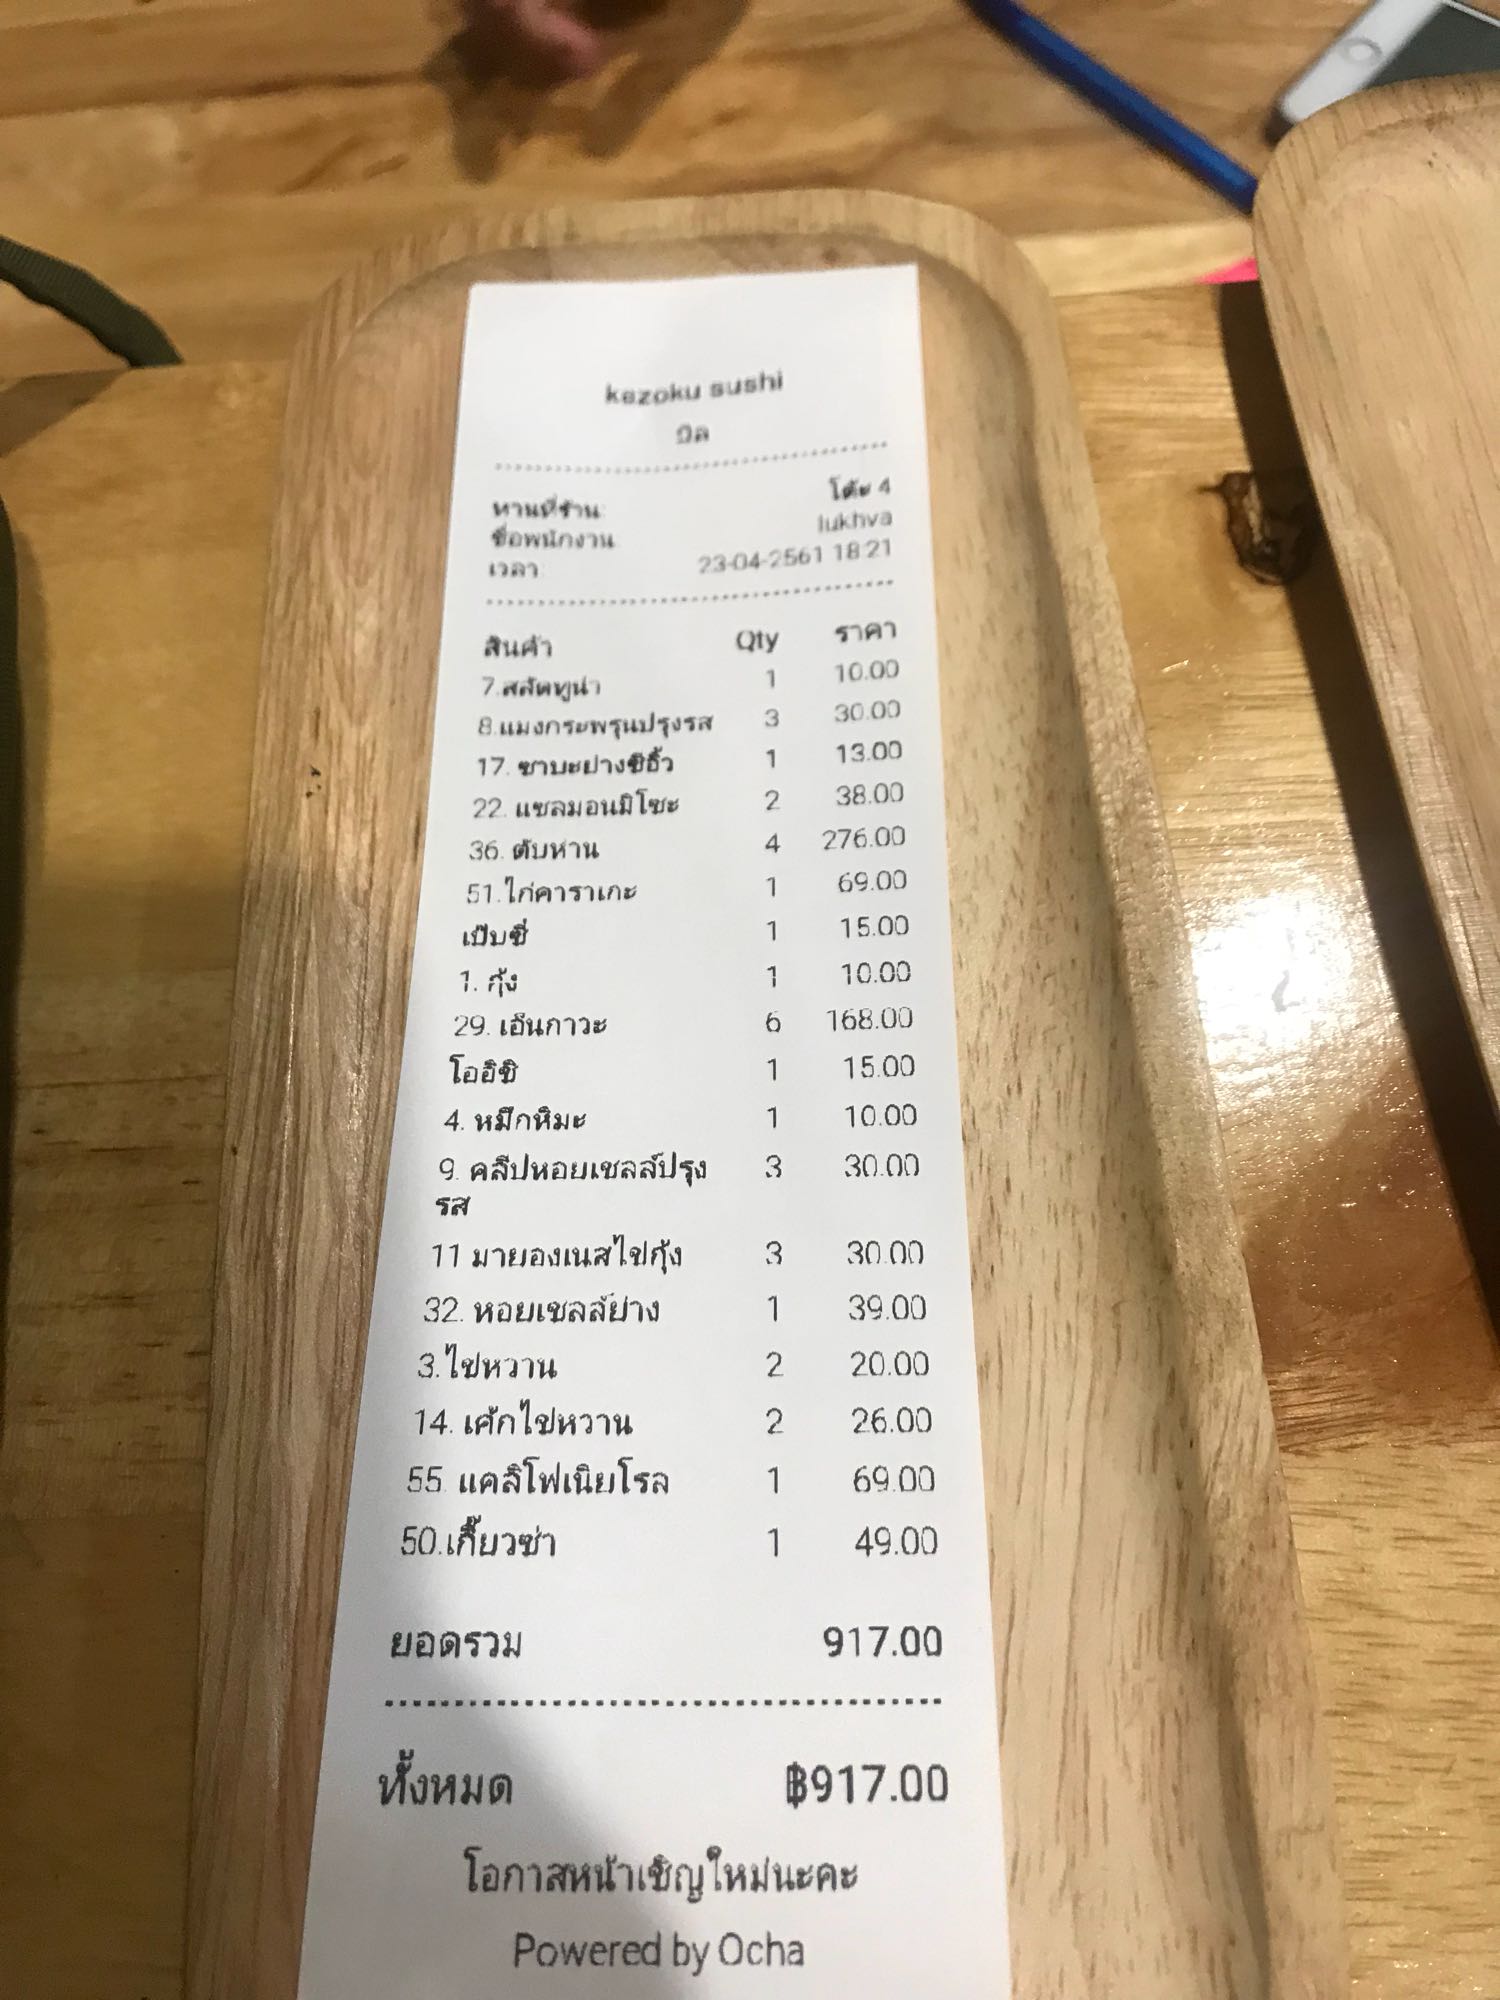 kazoku sushi
บิล
ทานที่ร้าน: โต๊ะ 4
ชื่อพนักงาน: lukhva
เวลา: 23-04-2561 18:21
สินค้า Qty ราคา
7.สลัดทูน่า 1 10.00
8.แมงกระพรุนปรุงรส 3 30.00
17. ซาบะย่างซีอิ้ว 1 13.00
22. แซลมอนมิโซะ 2 38.00
36. ตับห่าน 4 276.00
51.ไก่คาราเกะ 1 69.00
เป๊บซี่ 1 15.00
1. กุ้ง 1 10.00
29. เอ็นกาวะ 6 168.00
โออิชิ 1 15.00
4. หมึกหิมะ 1 10.00
9. คลีปหอยเชลล์ปรุง 3 30.00
รส
11 มายองเนสไข่กุ้ง 3 30.00
32. หอยเชลล์ย่าง 1 39.00
3.ไข่หวาน 2 20.00
14. เค้กไข่หวาน 2 26.00
55. แคลิโฟเนียโรล 1 69.00
50.เกี๊ยวซ่า 1 49.00
ยอดรวม 917.00
ทั้งหมด ฿917.00
โอกาสหน้าเชิญใหม่นะคะ
Powered by Ocha